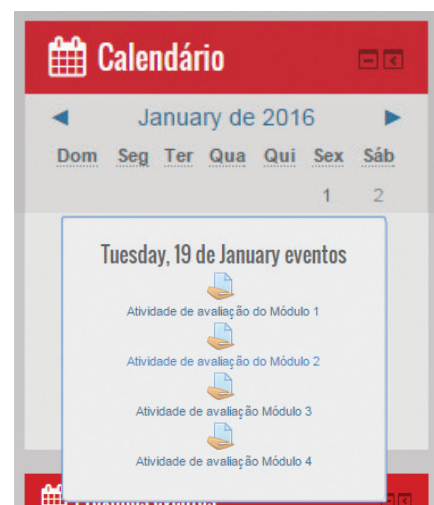 Calendário
◄ January de 2016 ►
Dom Seg Ter Qua Qui Sex Sáb
1 2
Tuesday, 19 de January eventos
Atividade de avaliação do Módulo 1
Atividade de avaliação do Módulo 2
Atividade de avaliação Módulo 3
Atividade de avaliação Módulo 4